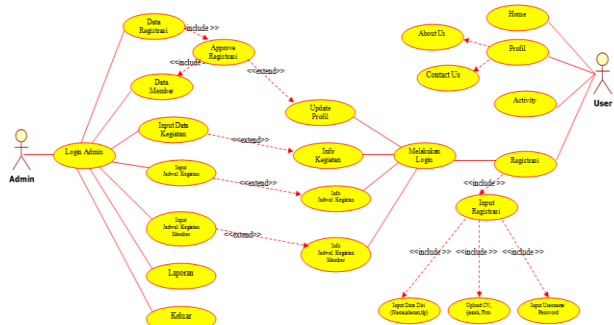 Data
Registrasi
<<include >>
Approve
Registrasi
<<include >>
Data
Member
<<extend>>
Update
Profil
Input Data
Kegiatan
<<extend>>
Info
Kegiatan
Login Admin
Admin
Input
Jadwal Kegiatan
<<extend>>
Info
Jadwal Kegiatan
Input
Jadwal Kegiatan
Member
<<extend>>
Info
Jadwal Kegiatan
Member
Laporan
Keluar
Home
About Us
Profil
Contact Us
User
Activity
Melakukan
Login
Registrasi
<<include >>
Input
Registrasi
<<include >>
<<include >>
<<include >>
Input Data Diri
Upload CV,
Ijazah, Foto
Input Username-
Password